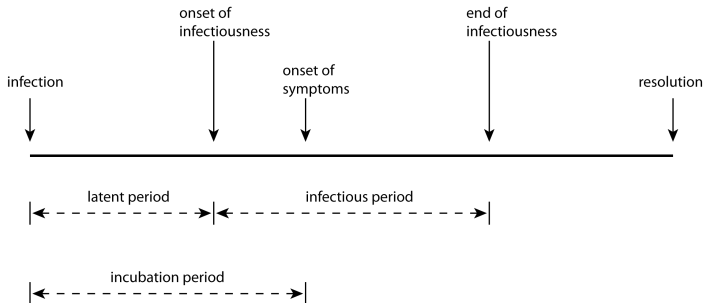 onset of
infectiousness
end of
infectiousness
onset of
symptoms
infection
resolution
latent period
infectious period
incubation period